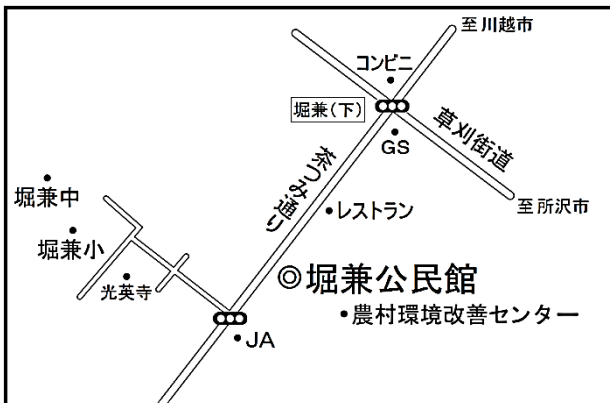 至川越市
コンビニ
堀兼(下)
草刈街道
GS
茶つみ通り
堀兼中
至所沢市
レストラン
堀兼小
堀兼公民館
光英寺
農村環境改善センター
JA